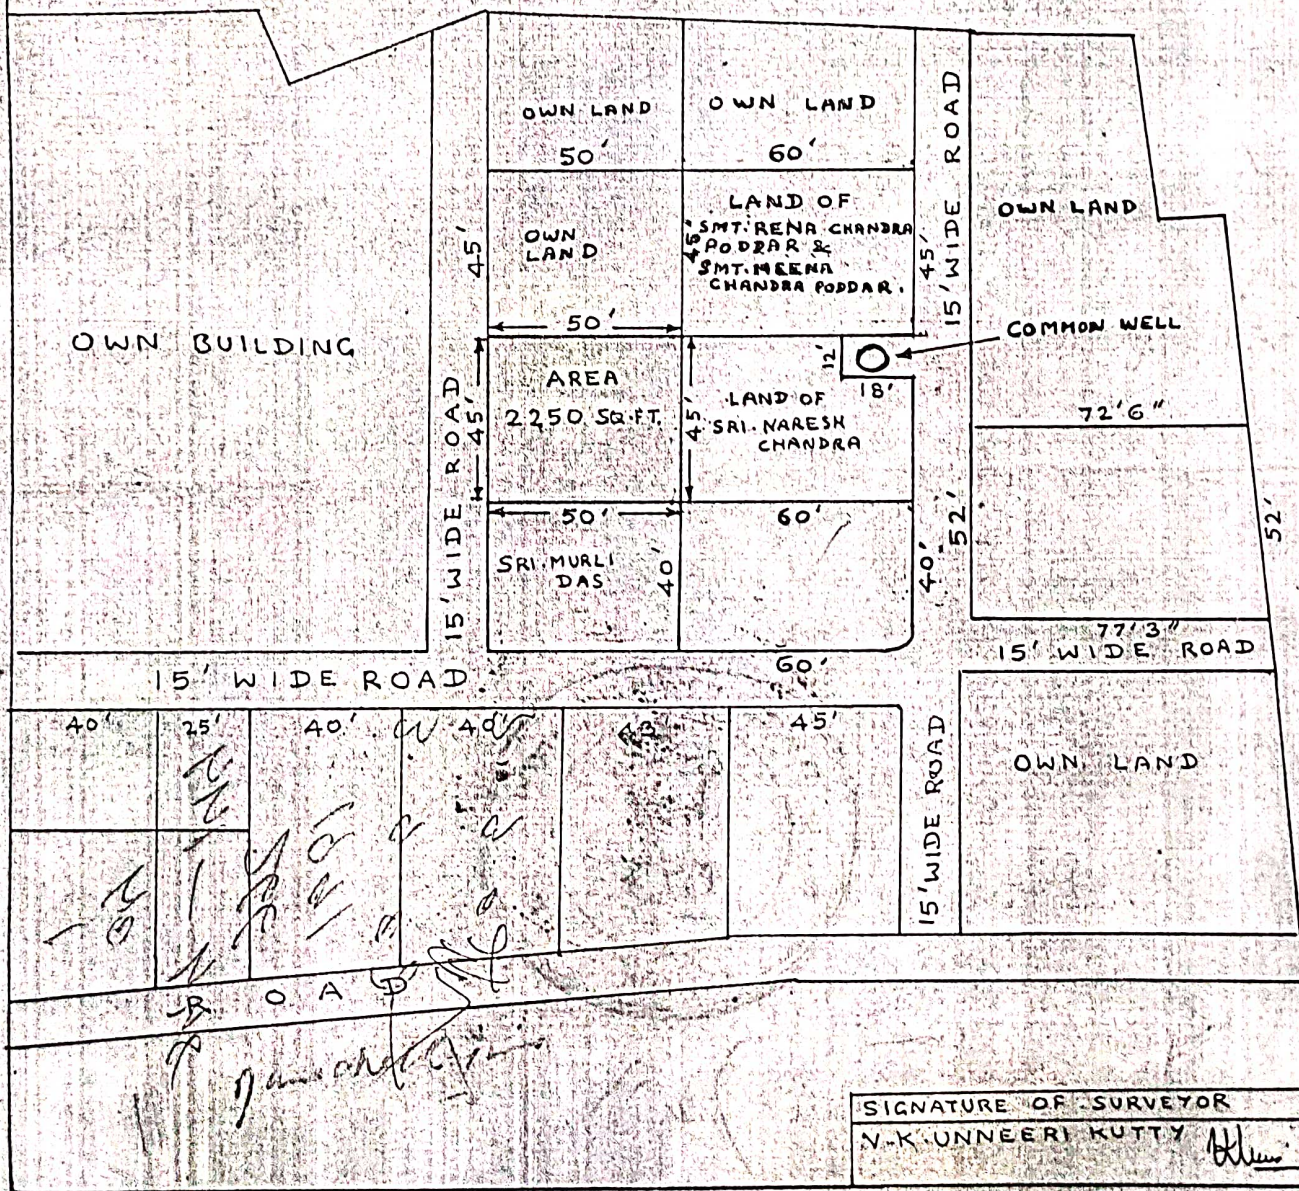 OWN LAND
50'
OWN LAND
60'
15' WIDE ROAD
OWN LAND
45'
OWN
LAND
LAND OF
SMT. RENA CHANDRA
PODDAR &
SMT. MEENA
CHANDRA PODDAR.
45'
45'
50'
COMMON WELL
12'
18'
OWN BUILDING
AREA
2250 SQ.FT.
45'
45'
LAND OF
SRI. NARESH
CHANDRA
72'6"
15' WIDE ROAD
50'
60'
52'
52'
SRI. MURLI
DAS
40'
40'
60'
77'3"
15' WIDE ROAD
15' WIDE ROAD
40'
25'
40'
40'
43'
45'
15' WIDE ROAD
OWN LAND
ROAD
SIGNATURE OF SURVEYOR
V.K. UNNEERI KUTTY